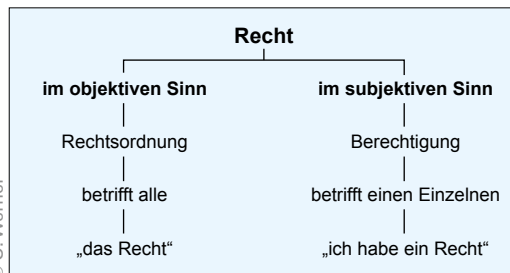 Recht
im objektiven Sinn im subjektiven Sinn
Rechtsordnung Berechtigung
betrifft alle betrifft einen Einzelnen
„das Recht“ „ich habe ein Recht“